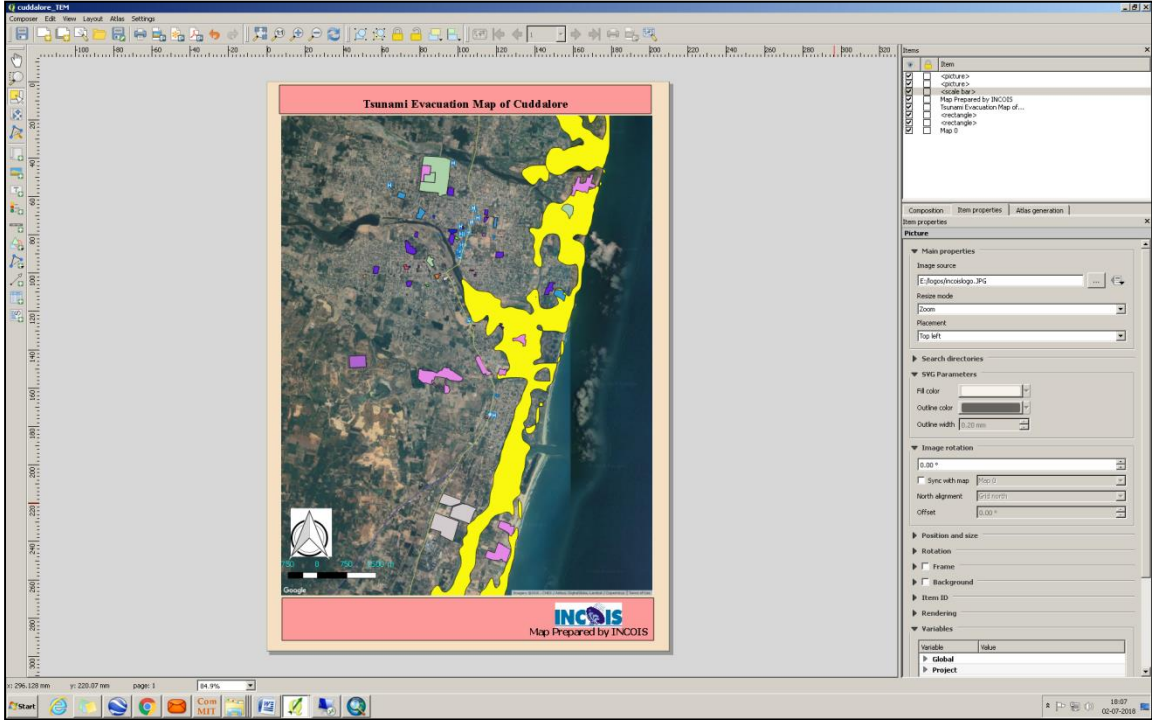 cuddalore_TEM
Composer Edit View Layout Atlas Settings
Tsunami Evacuation Map of Cuddalore
750 0 750
Google
INCOIS
Map Prepared by INCOIS
Items
Item
<picture>
<picture>
<scale bar>
Map Prepared by INCOIS
Tsunami Evacuation Map of...
<rectangle>
<rectangle>
Map 0
Composition Item properties Atlas generation
Item properties
Picture
Main properties
Image source
E:/logos/incoislogo.JPG
...
Resize mode
Zoom
Placement
Top left
Search directories
SVG Parameters
Fill color
Outline color
Outline width 0.20 mm
Image rotation
0.00 °
Sync with map Map 0
North alignment Grid north
Offset 0.00 °
Position and size
Rotation
Frame
Background
Item ID
Rendering
Variables
Variable Value
Global
Project
x: 296.128 mm y: 220.07 mm page: 1 84.9%
Start Com MIT 18:07
02-07-2018